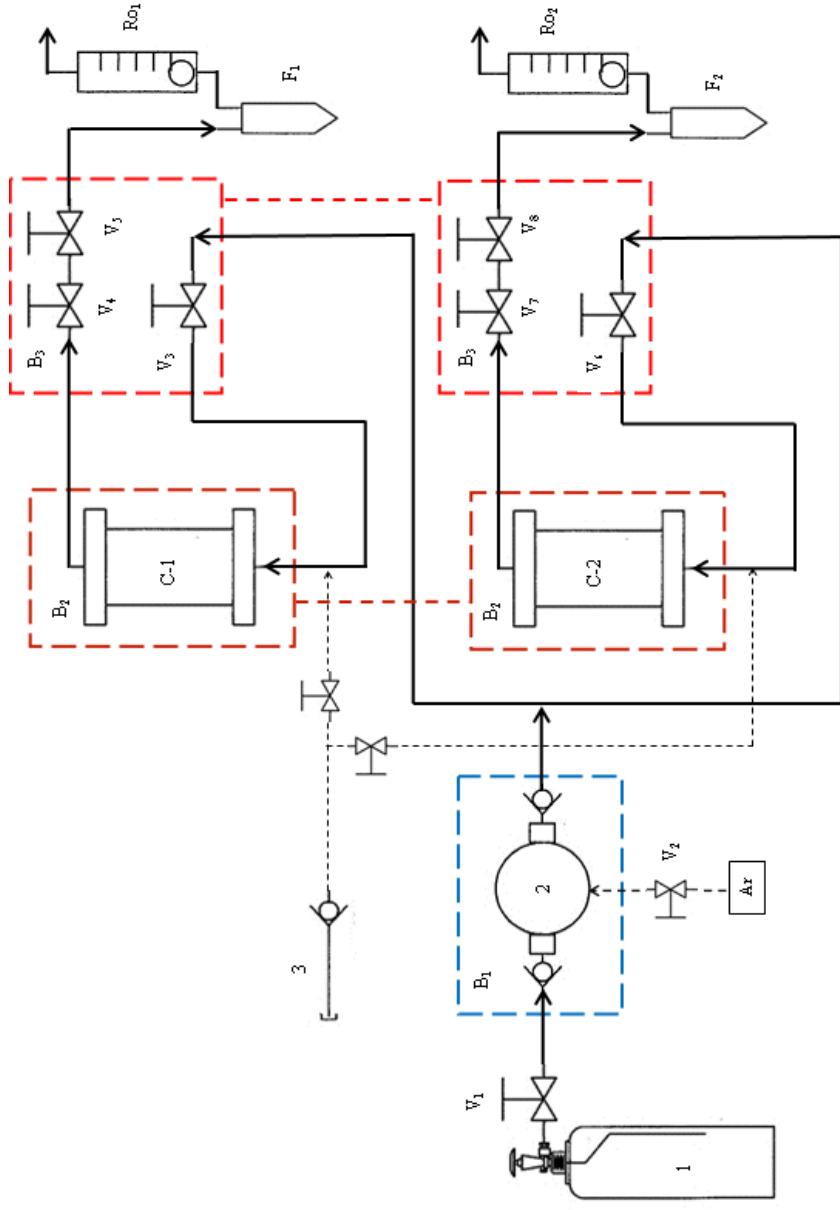 Ro₁
F₁
V₅
V₄
B₃
V₃
B₂
C-1
Ro₂
F₂
V₈
V₇
B₃
V₆
B₂
C-2
3
B₁
2
V₂
Ar
V₁
1